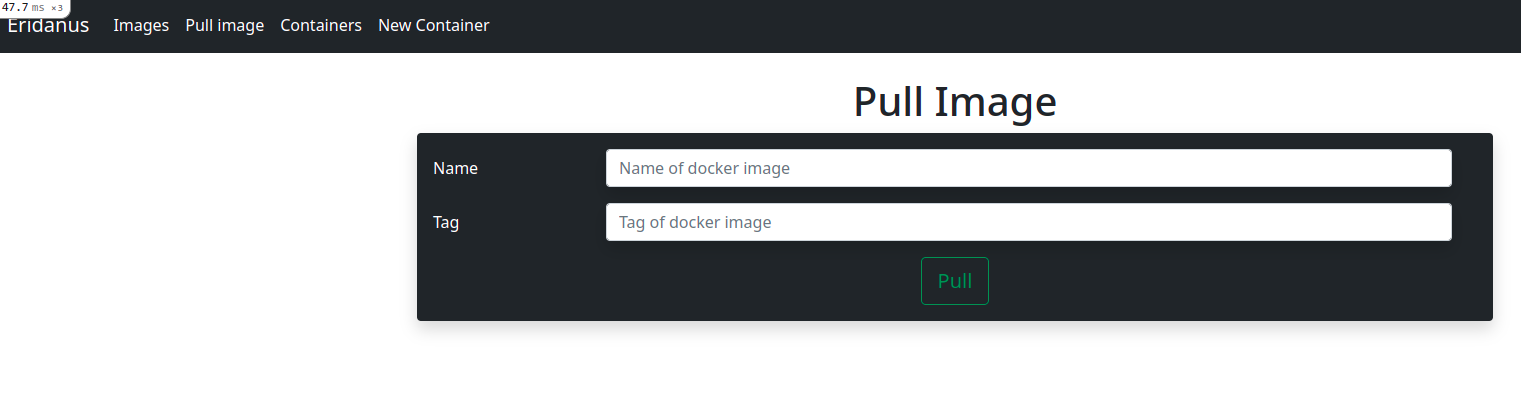 47.7 ms ×3
Eridanus Images Pull image Containers New Container
Pull Image
Name Name of docker image
Tag Tag of docker image
Pull